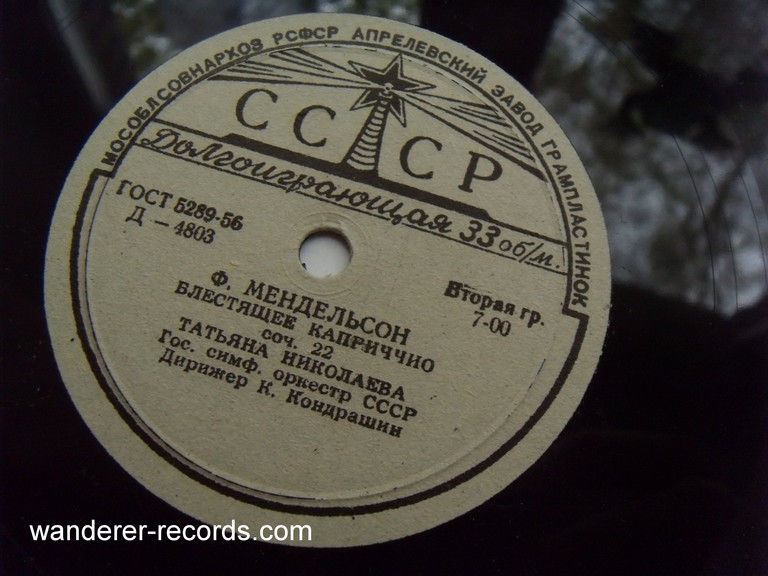 МОСОБЛСОВНАРХОЗ РСФСР АПРЕЛЕВСКИЙ ЗАВОД ГРАМПЛАСТИНОК
СССР
Долгоиграющая 33 об/м.
ГОСТ 5289-56
Д — 4803
Вторая гр.
7-00
Ф. МЕНДЕЛЬСОН
БЛЕСТЯЩЕЕ КАПРИЧЧИО
соч. 22
ТАТЬЯНА НИКОЛАЕВА
Гос. симф. оркестр СССР
Дирижер К. Кондрашин
wanderer-records.com